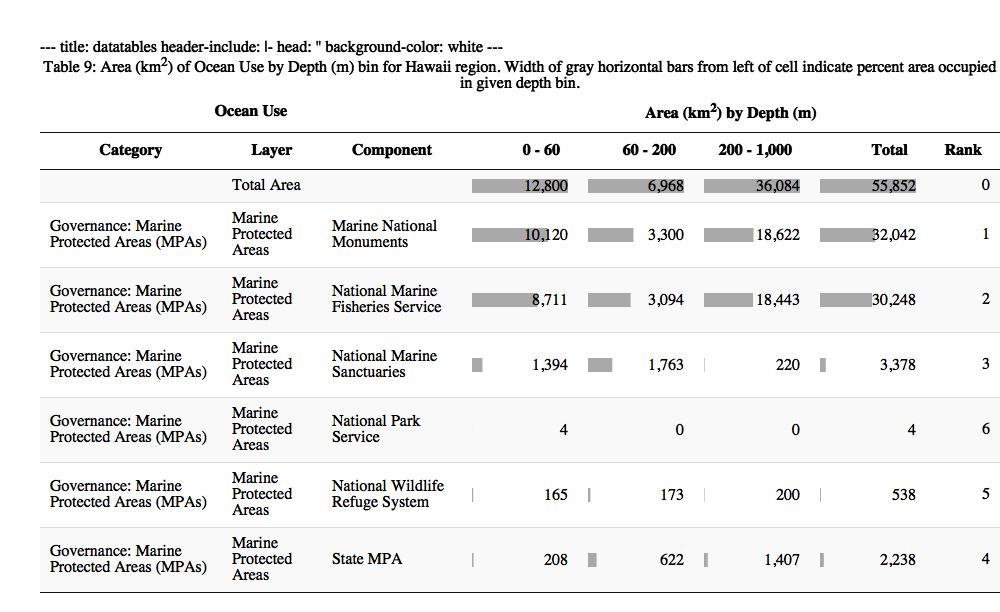 --- title: datatables header-include: |- head: " background-color: white ---
Table 9: Area (km2) of Ocean Use by Depth (m) bin for Hawaii region. Width of gray horizontal bars from left of cell indicate percent area occupied
in given depth bin.
Ocean Use Area (km2) by Depth (m)
Category Layer Component 0 - 60 60 - 200 200 - 1,000 Total Rank
Total Area 12,800 6,968 36,084 55,852 0
Governance: Marine Protected Areas (MPAs) Marine Protected Areas Marine National Monuments 10,120 3,300 18,622 32,042 1
Governance: Marine Protected Areas (MPAs) Marine Protected Areas National Marine Fisheries Service 8,711 3,094 18,443 30,248 2
Governance: Marine Protected Areas (MPAs) Marine Protected Areas National Marine Sanctuaries 1,394 1,763 220 3,378 3
Governance: Marine Protected Areas (MPAs) Marine Protected Areas National Park Service 4 0 0 4 6
Governance: Marine Protected Areas (MPAs) Marine Protected Areas National Wildlife Refuge System 165 173 200 538 5
Governance: Marine Protected Areas (MPAs) Marine Protected Areas State MPA 208 622 1,407 2,238 4